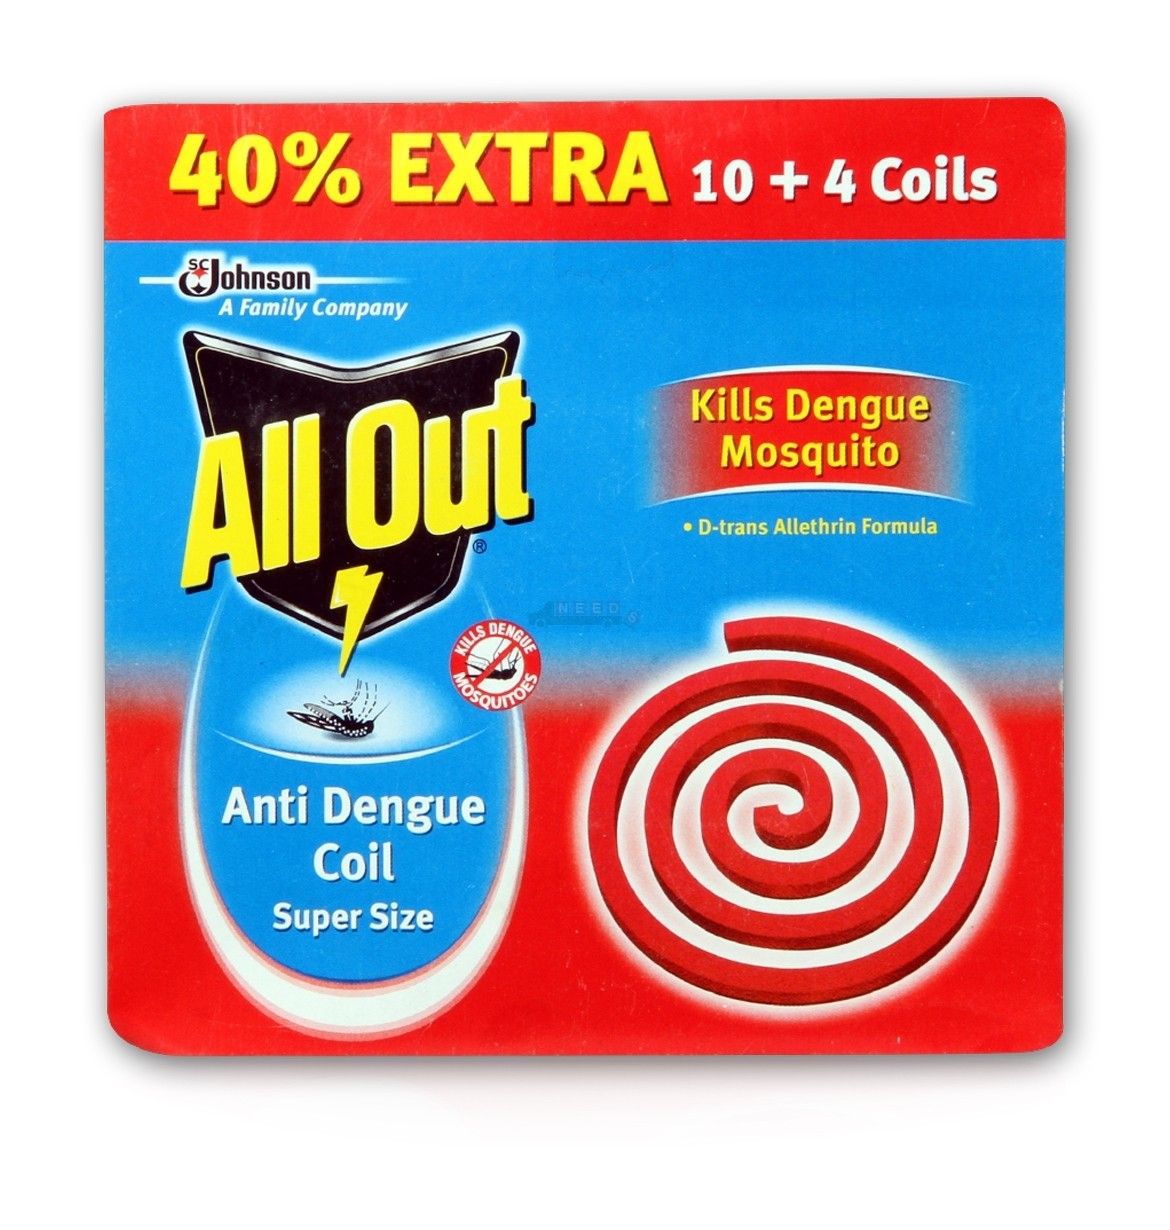 40% EXTRA 10 + 4 Coils
SC Johnson
A Family Company
All Out
®
Kills Dengue
Mosquito
• D-trans Allethrin Formula
NEEDS
KILLS DENGUE
MOSQUITOES
Anti Dengue
Coil
Super Size